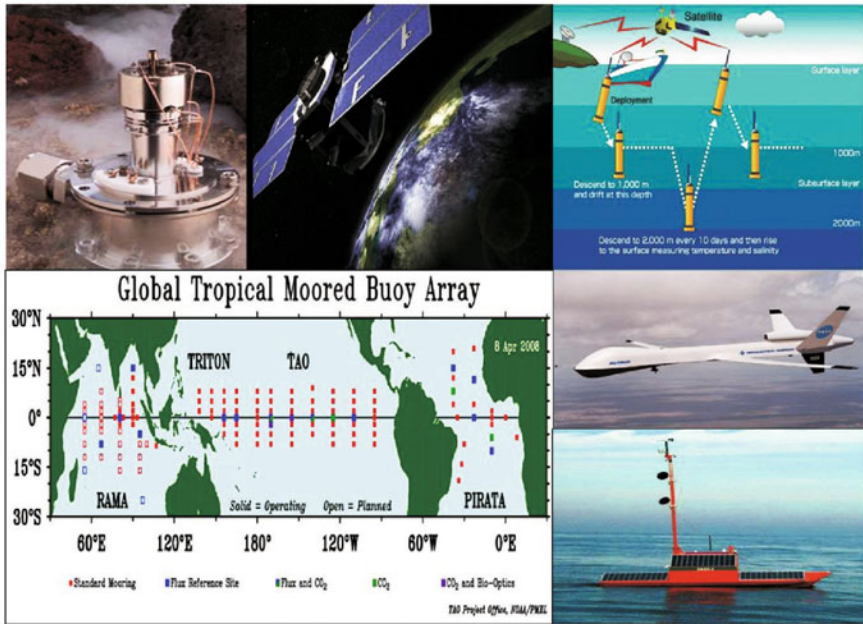 Satellite
Surface layer
Deployment
1000m
Descend to 1,000 m
and drift at this depth
Subsurface layer
2000m
Descend to 2,000 m every 10 days and then rise
to the surface measuring temperature and salinity
Global Tropical Moored Buoy Array
30°N
8 Apr 2008
15°N
TRITON
TAO
0°
15°S
RAMA
Solid = Operating
Open = Planned
PIRATA
30°S
60°E
120°E
180°
120°W
60°W
0°E
Standard Mooring
Flux Reference Site
Flux and CO₂
CO₂
CO₂ and Bio-Optics
TAO Project Office, NOAA/PMEL
NASA